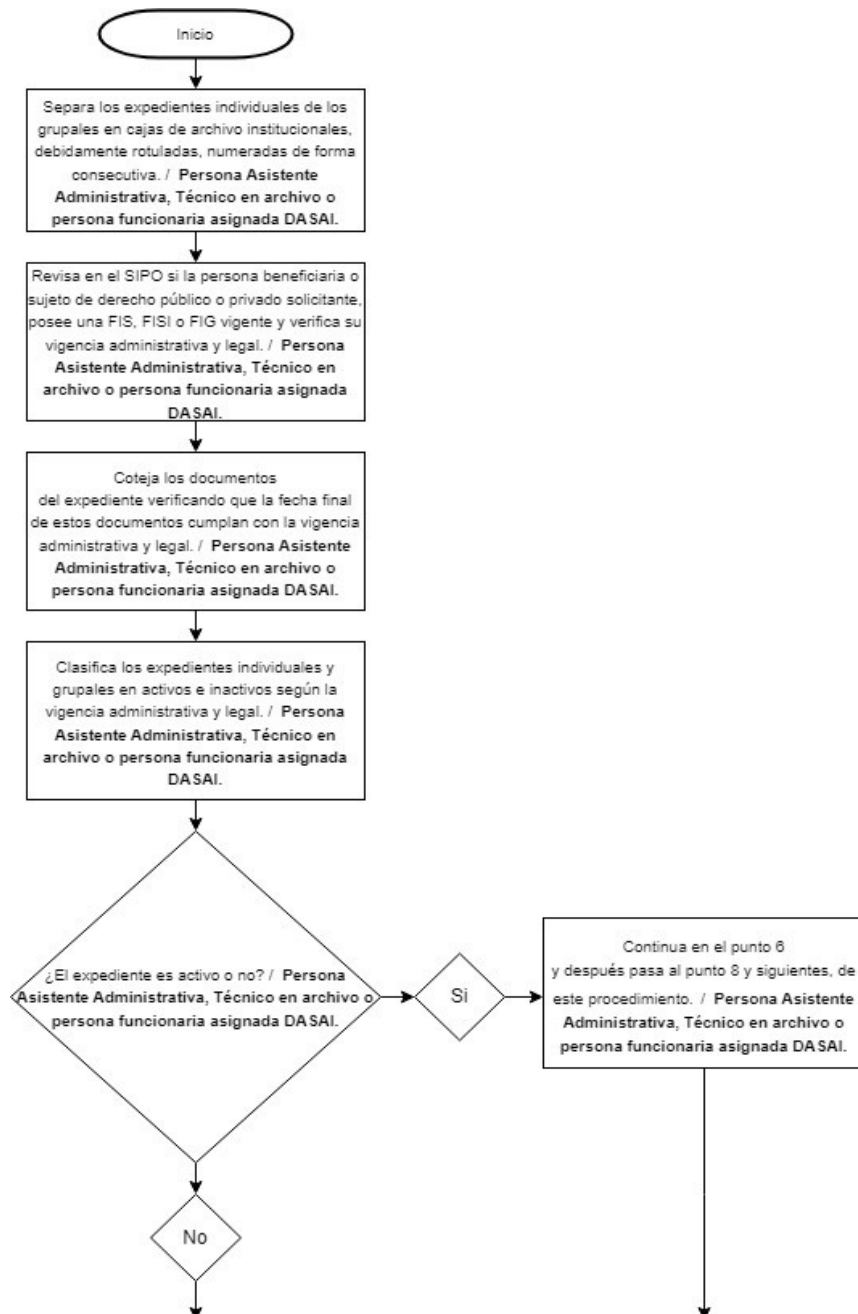 Inicio
Separa los expedientes individuales de los
grupales en cajas de archivo institucionales,
debidamente rotuladas, numeradas de forma
consecutiva. / Persona Asistente
Administrativa, Técnico en archivo o
persona funcionaria asignada DASAI.
Revisa en el SIPO si la persona beneficiaria o
sujeto de derecho público o privado solicitante,
posee una FIS, FISI o FIG vigente y verifica su
vigencia administrativa y legal. / Persona
Asistente Administrativa, Técnico en
archivo o persona funcionaria asignada
DASAI.
Coteja los documentos
del expediente verificando que la fecha final
de estos documentos cumplan con la vigencia
administrativa y legal. / Persona Asistente
Administrativa, Técnico en archivo o
persona funcionaria asignada DASAI.
Clasifica los expedientes individuales y
grupales en activos e inactivos según la
vigencia administrativa y legal. / Persona
Asistente Administrativa, Técnico en
archivo o persona funcionaria asignada
DASAI.
¿El expediente es activo o no? / Persona
Asistente Administrativa, Técnico en archivo o
persona funcionaria asignada DASAI.
Si
Continua en el punto 6
y después pasa al punto 8 y siguientes, de
este procedimiento. / Persona Asistente
Administrativa, Técnico en archivo o
persona funcionaria asignada DASAI.
No